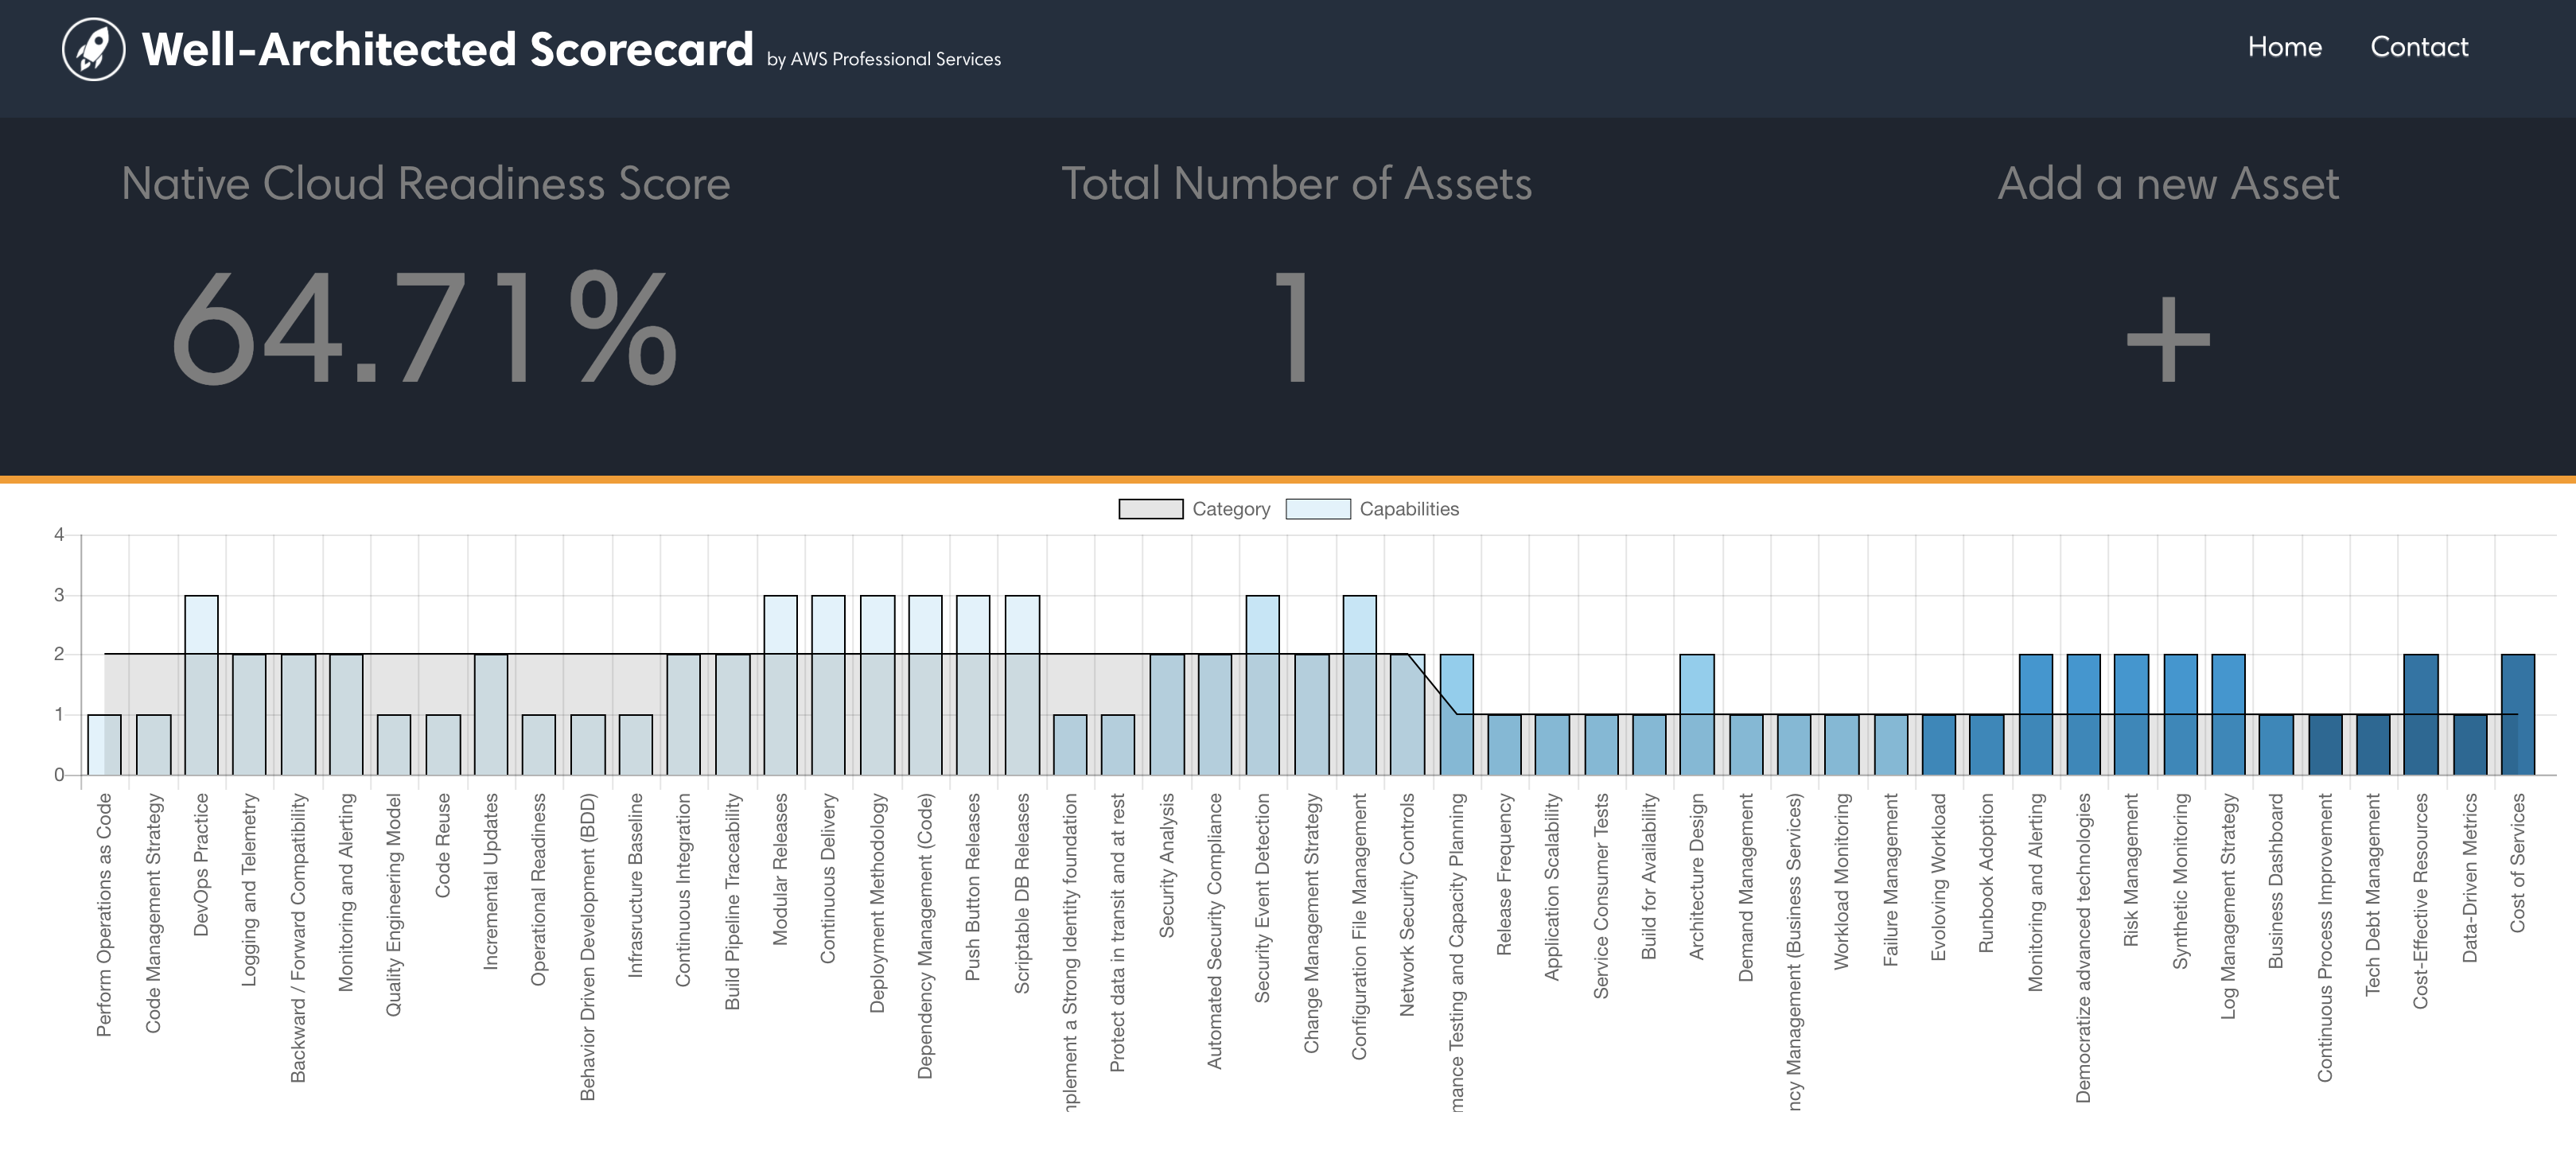 Well-Architected Scorecard by AWS Professional Services
Home Contact
Native Cloud Readiness Score
Total Number of Assets
Add a new Asset
64.71%
1
+
Category Capabilities
4
3
2
1
0
Perform Operations as Code
Code Management Strategy
DevOps Practice
Logging and Telemetry
Backward / Forward Compatibility
Monitoring and Alerting
Quality Engineering Model
Code Reuse
Incremental Updates
Operational Readiness
Behavior Driven Development (BDD)
Infrasructure Baseline
Continuous Integration
Build Pipeline Traceability
Modular Releases
Continuous Delivery
Deployment Methodology
Dependency Management (Code)
Push Button Releases
Scriptable DB Releases
plement a Strong Identity foundation
Protect data in transit and at rest
Security Analysis
Automated Security Compliance
Security Event Detection
Change Management Strategy
Configuration File Management
Network Security Controls
mance Testing and Capacity Planning
Release Frequency
Application Scalability
Service Consumer Tests
Build for Availability
Architecture Design
Demand Management
ncy Management (Business Services)
Workload Monitoring
Failure Management
Evoloving Workload
Runbook Adoption
Monitoring and Alerting
Democratize advanced technologies
Risk Management
Synthetic Monitoring
Log Management Strategy
Business Dashboard
Continuous Process Improvement
Tech Debt Management
Cost-Effective Resources
Data-Driven Metrics
Cost of Services